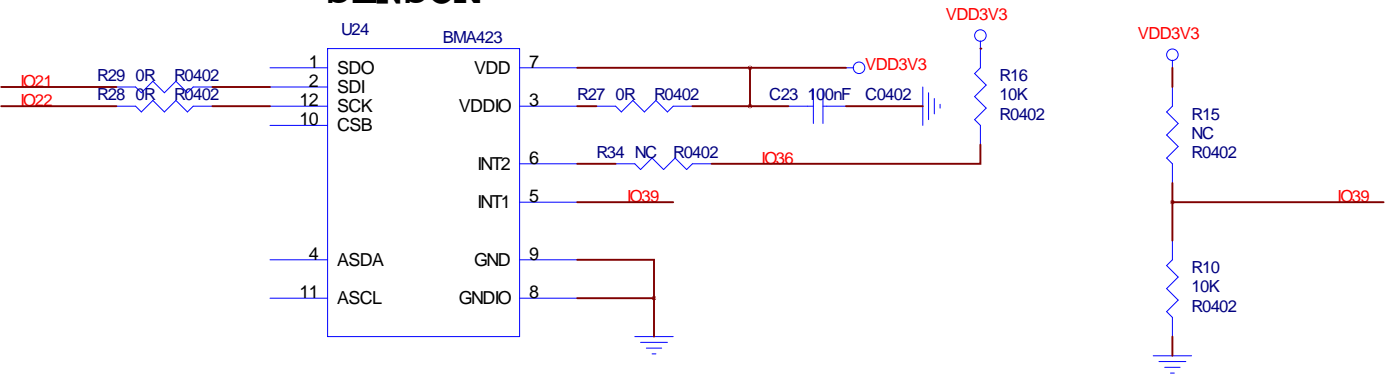 VDD3V3
VDD3V3
U24
BMA423
1 SDO
VDD 7
VDD3V3
IO21 R29 0R R0402
2 SDI
R16
10K
R0402
IO22 R28 0R R0402
12 SCK
VDDIO 3
R27 0R R0402
C23 100nF C0402
10 CSB
R15
NC
R0402
INT2 6
R34 NC R0402
IO36
INT1 5
IO39
IO39
4 ASDA
GND 9
R10
10K
R0402
11 ASCL
GNDIO 8